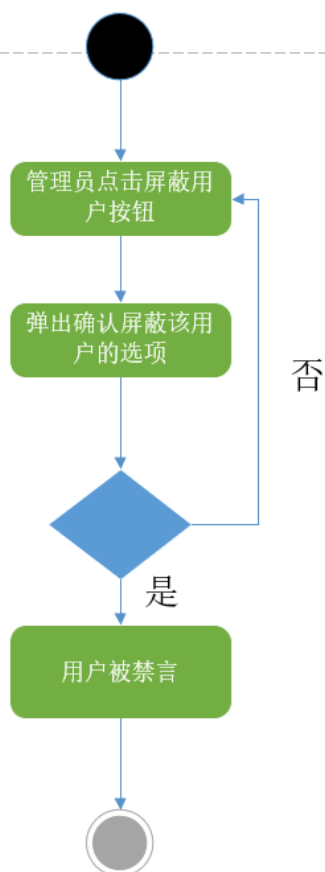 管理员点击屏蔽用
户按钮
弹出确认屏蔽该用
户的选项
否
是
用户被禁言